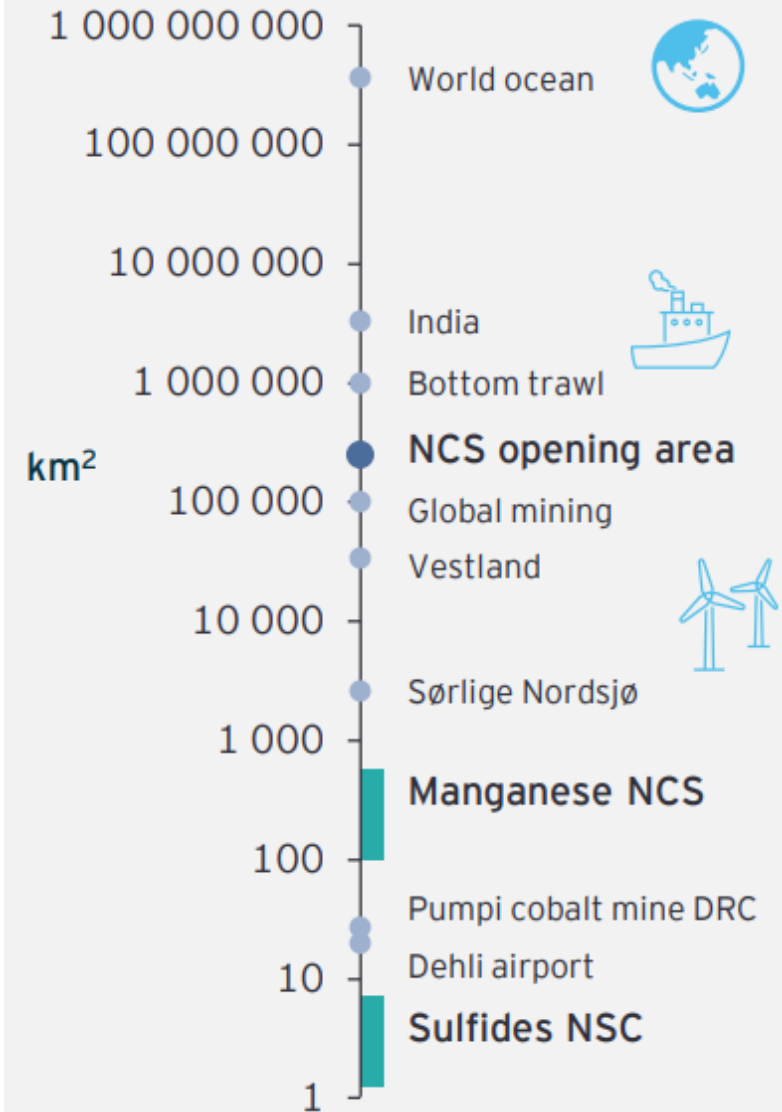 1 000 000 000
World ocean
100 000 000
10 000 000
India
1 000 000
Bottom trawl
NCS opening area
km²
100 000
Global mining
Vestland
10 000
Sørlige Nordsjø
1 000
Manganese NCS
100
Pumpi cobalt mine DRC
Dehli airport
10
Sulfides NSC
1